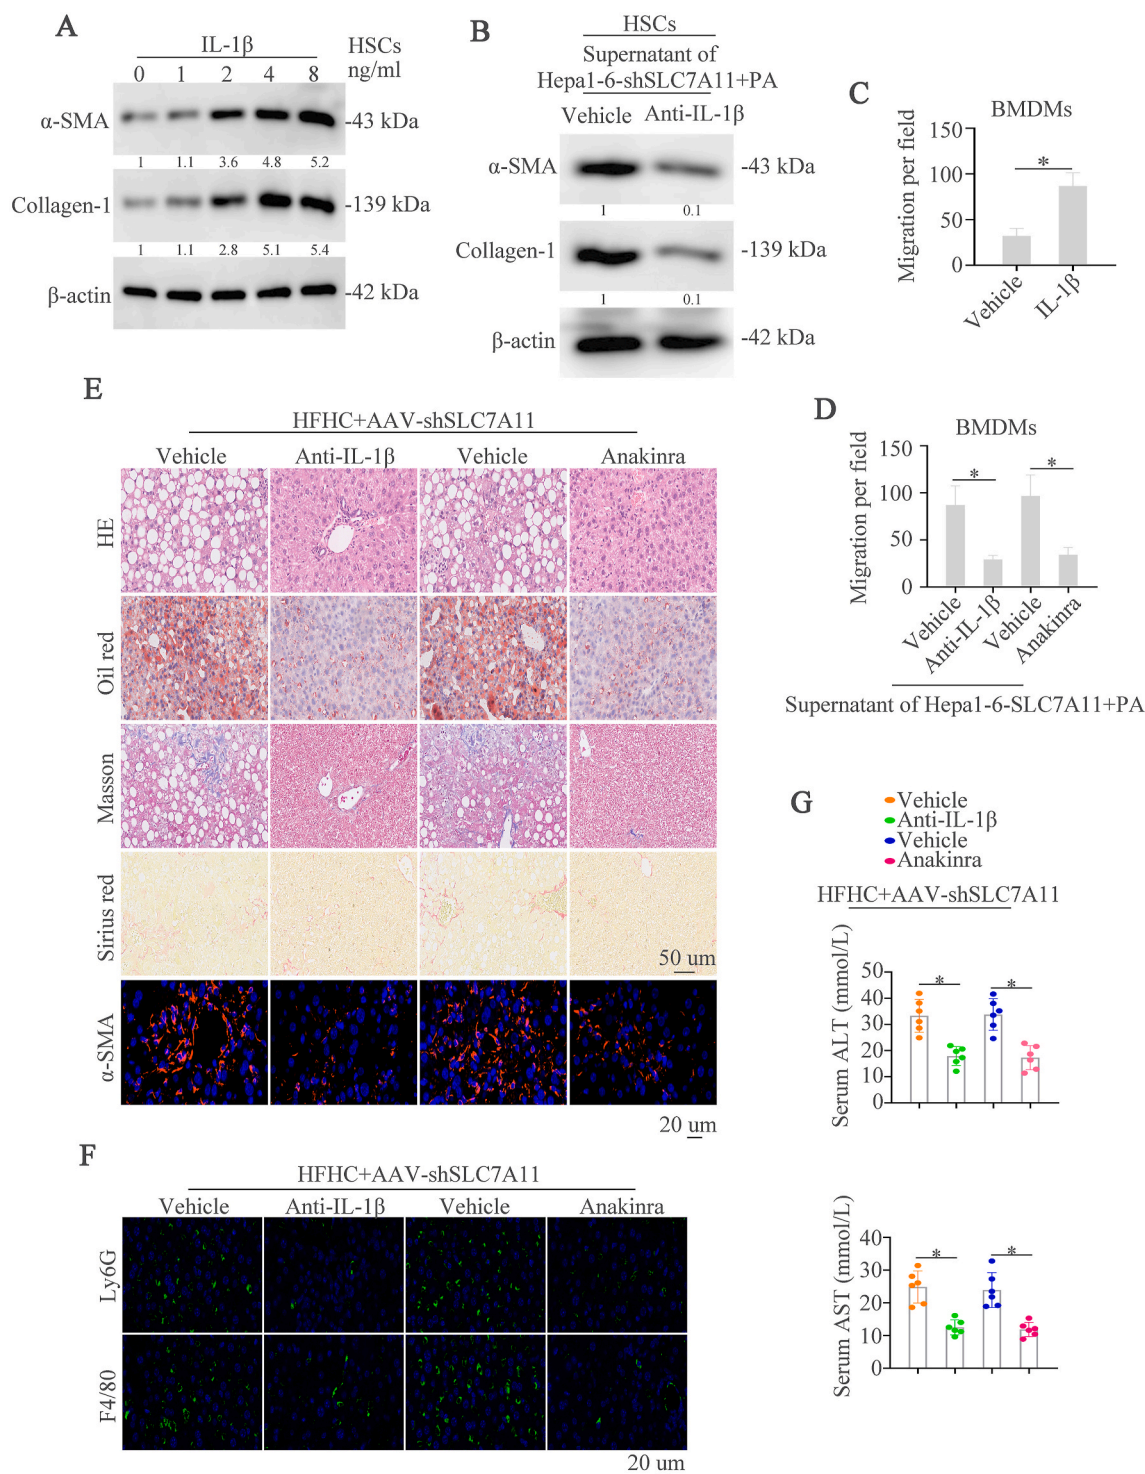 A
IL-1β
HSCs
0 1 2 4 8 ng/ml
α-SMA -43 kDa
1 1.1 3.6 4.8 5.2
Collagen-1 -139 kDa
1 1.1 2.8 5.1 5.4
β-actin -42 kDa
B
HSCs
Supernatant of
Hepa1-6-shSLC7A11+PA
Vehicle Anti-IL-1β
α-SMA -43 kDa
1 0.1
Collagen-1 -139 kDa
1 0.1
β-actin -42 kDa
C
BMDMs
Migration per field
150
100
50
0
*
Vehicle
IL-1β
D
BMDMs
Migration per field
150
100
50
0
* *
Vehicle
Anti-IL-1β
Vehicle
Anakinra
Supernatant of Hepa1-6-SLC7A11+PA
E
HFHC+AAV-shSLC7A11
Vehicle Anti-IL-1β Vehicle Anakinra
HE
Oil red
Masson
Sirius red
50 um
α-SMA
20 um
F
HFHC+AAV-shSLC7A11
Vehicle Anti-IL-1β Vehicle Anakinra
Ly6G
F4/80
20 um
G
Vehicle
Anti-IL-1β
Vehicle
Anakinra
HFHC+AAV-shSLC7A11
Serum ALT (mmol/L)
50
40
30
20
10
0
* *
Serum AST (mmol/L)
40
30
20
10
0
* *